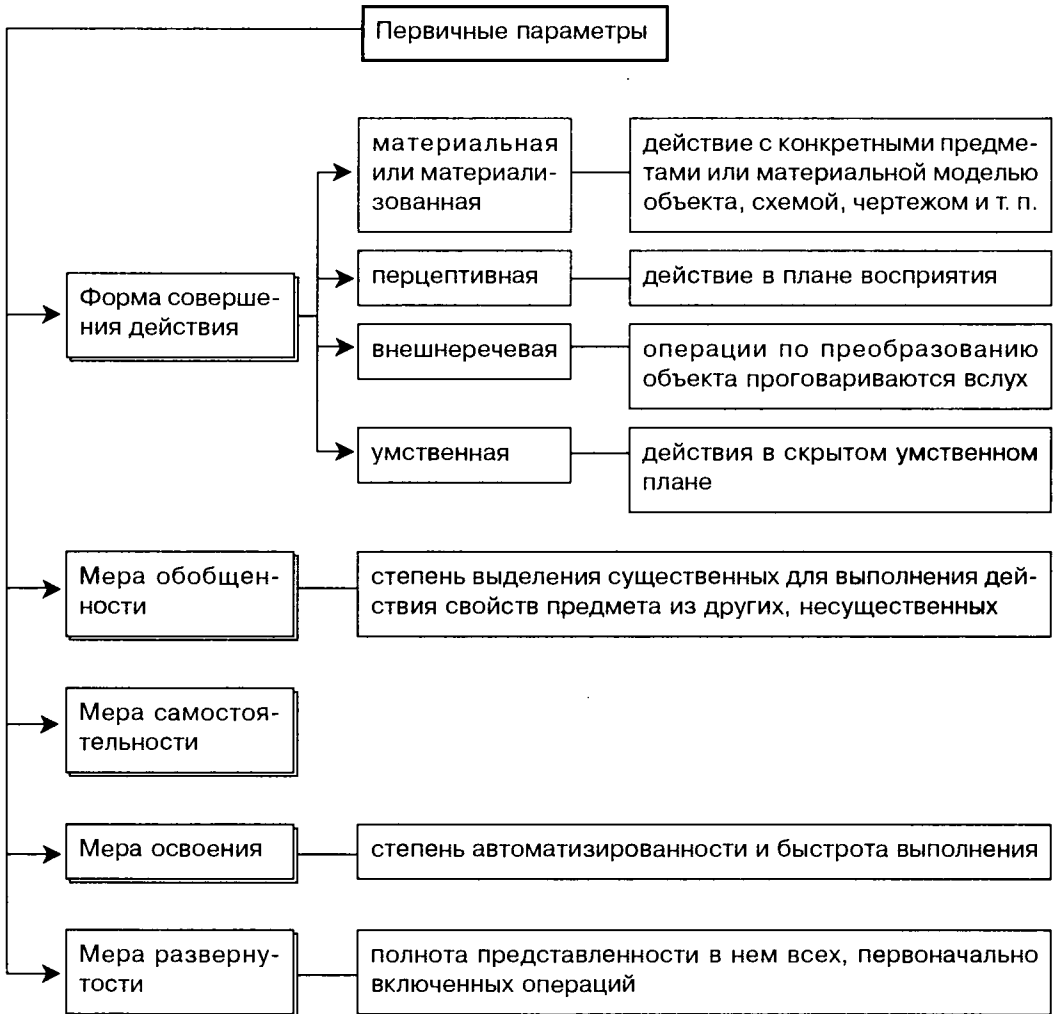 Первичные параметры
материальная
или материали-
зованная
действие с конкретными предме-
тами или материальной моделью
объекта, схемой, чертежом и т. п.
Форма соверше-
ния действия
перцептивная
действие в плане восприятия
внешнеречевая
операции по преобразованию
объекта проговариваются вслух
умственная
действия в скрытом умственном
плане
Мера обобщен-
ности
степень выделения существенных для выполнения дей-
ствия свойств предмета из других, несущественных
Мера самостоя-
тельности
Мера освоения
степень автоматизированности и быстрота выполнения
Мера разверну-
тости
полнота представленности в нем всех, первоначально
включенных операций